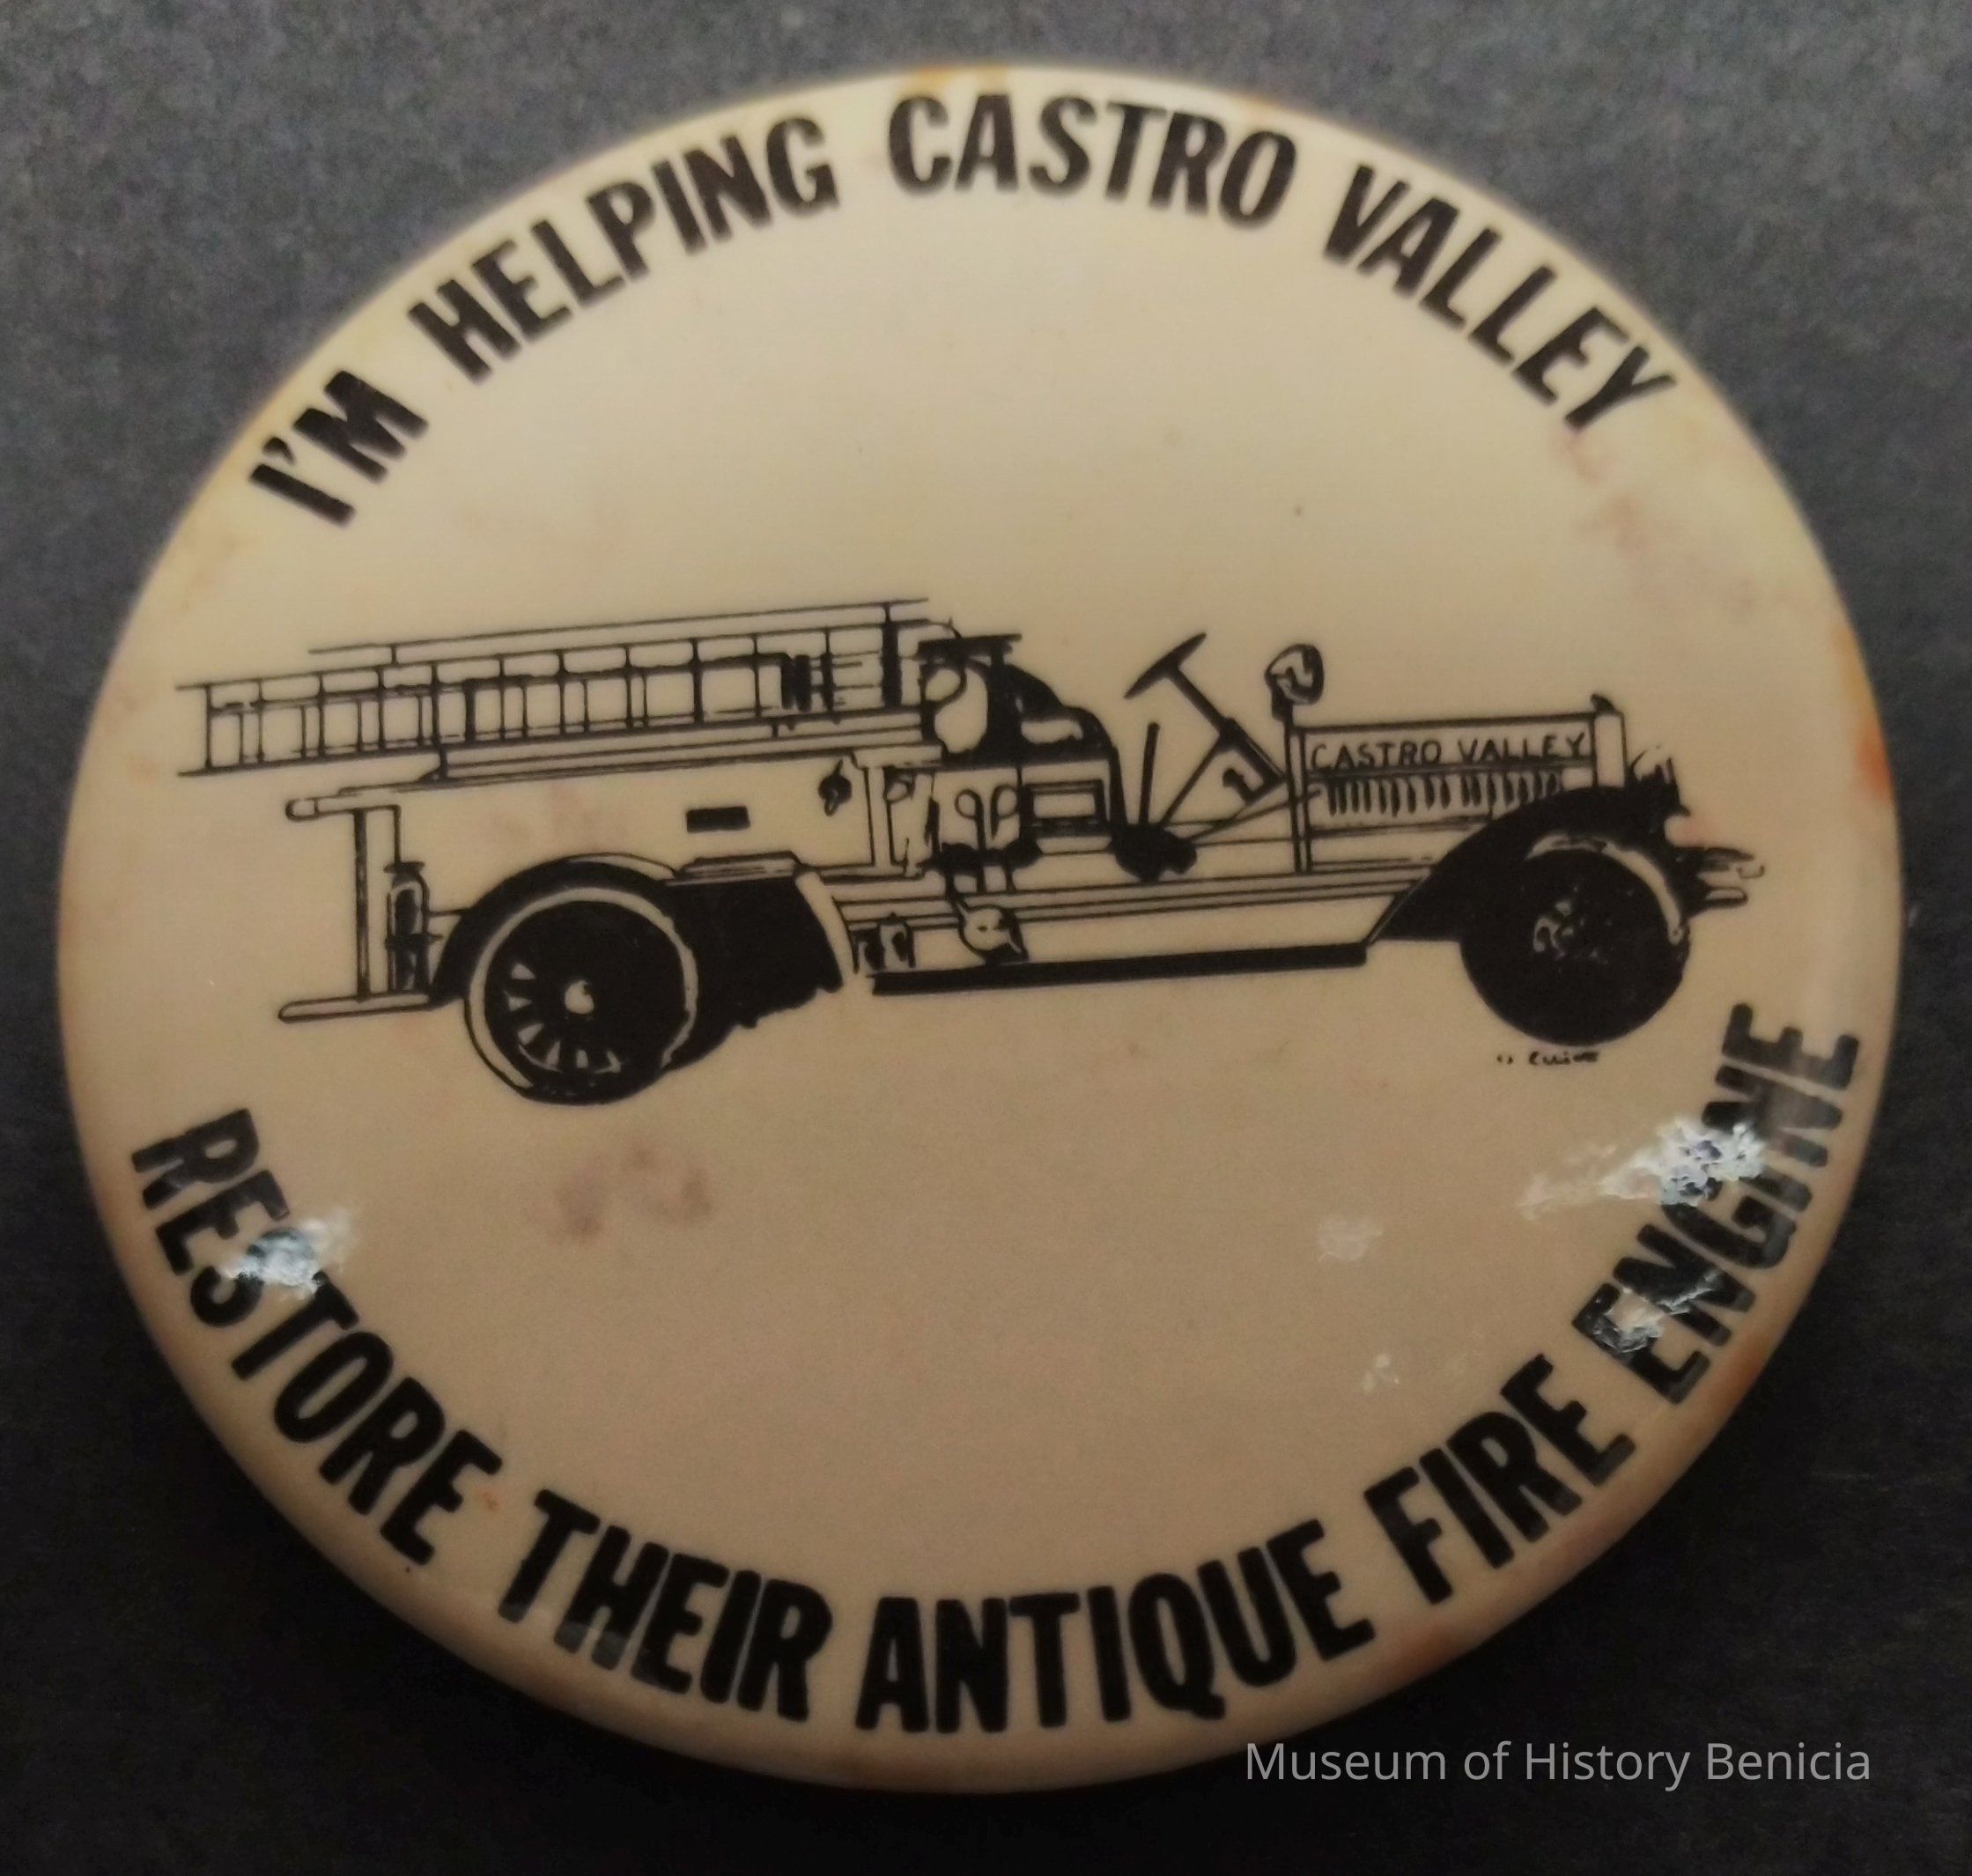 I'M HELPING CASTRO VALLEY
CASTRO VALLEY
RESTORE THEIR ANTIQUE FIRE ENGINE
Museum of History Benicia